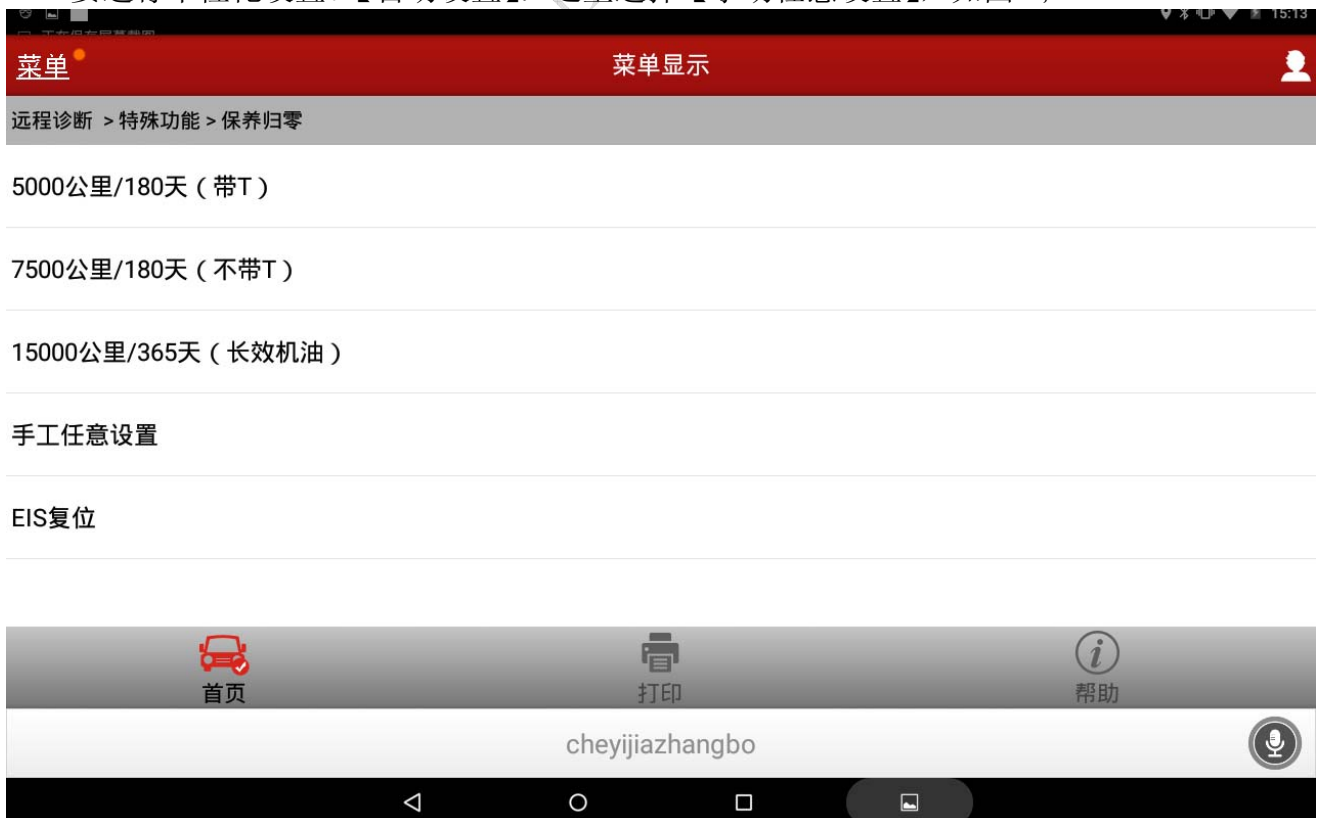 15:13
菜单
菜单显示
远程诊断 >特殊功能>保养归零
5000公里/180天（带T）
7500公里/180天（不带T）
15000公里/365天（长效机油）
手工任意设置
EIS复位
首页
打印
帮助
cheyijiazhangbo